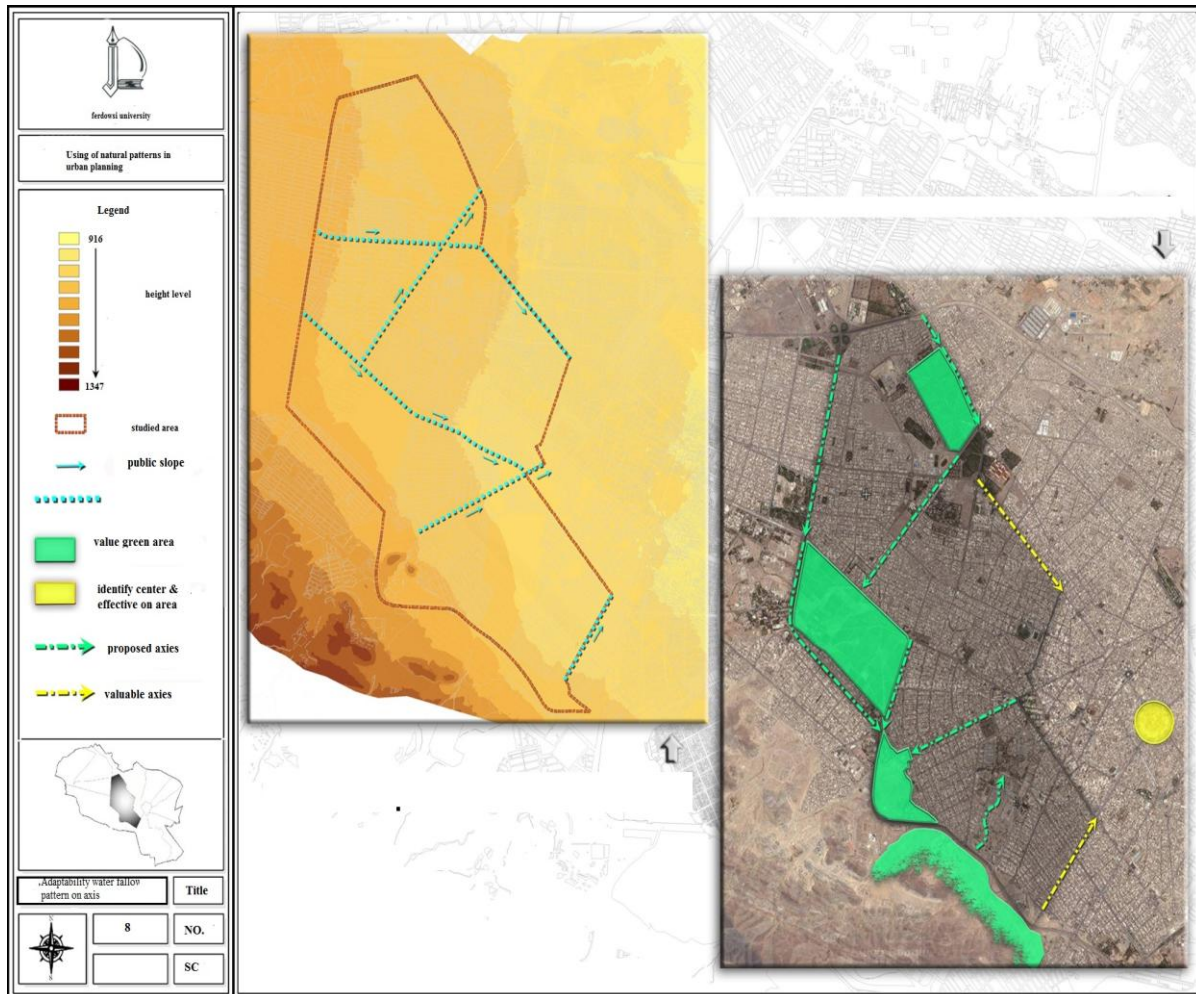 ferdowsi university
Using of natural patterns in
urban planning
Legend
916
height level
1347
studied area
public slope
value green area
identify center &
effective on area
proposed axies
valuable axies
.Adaptability water fallow
pattern on axis
Title
N
S
8
NO.
SC